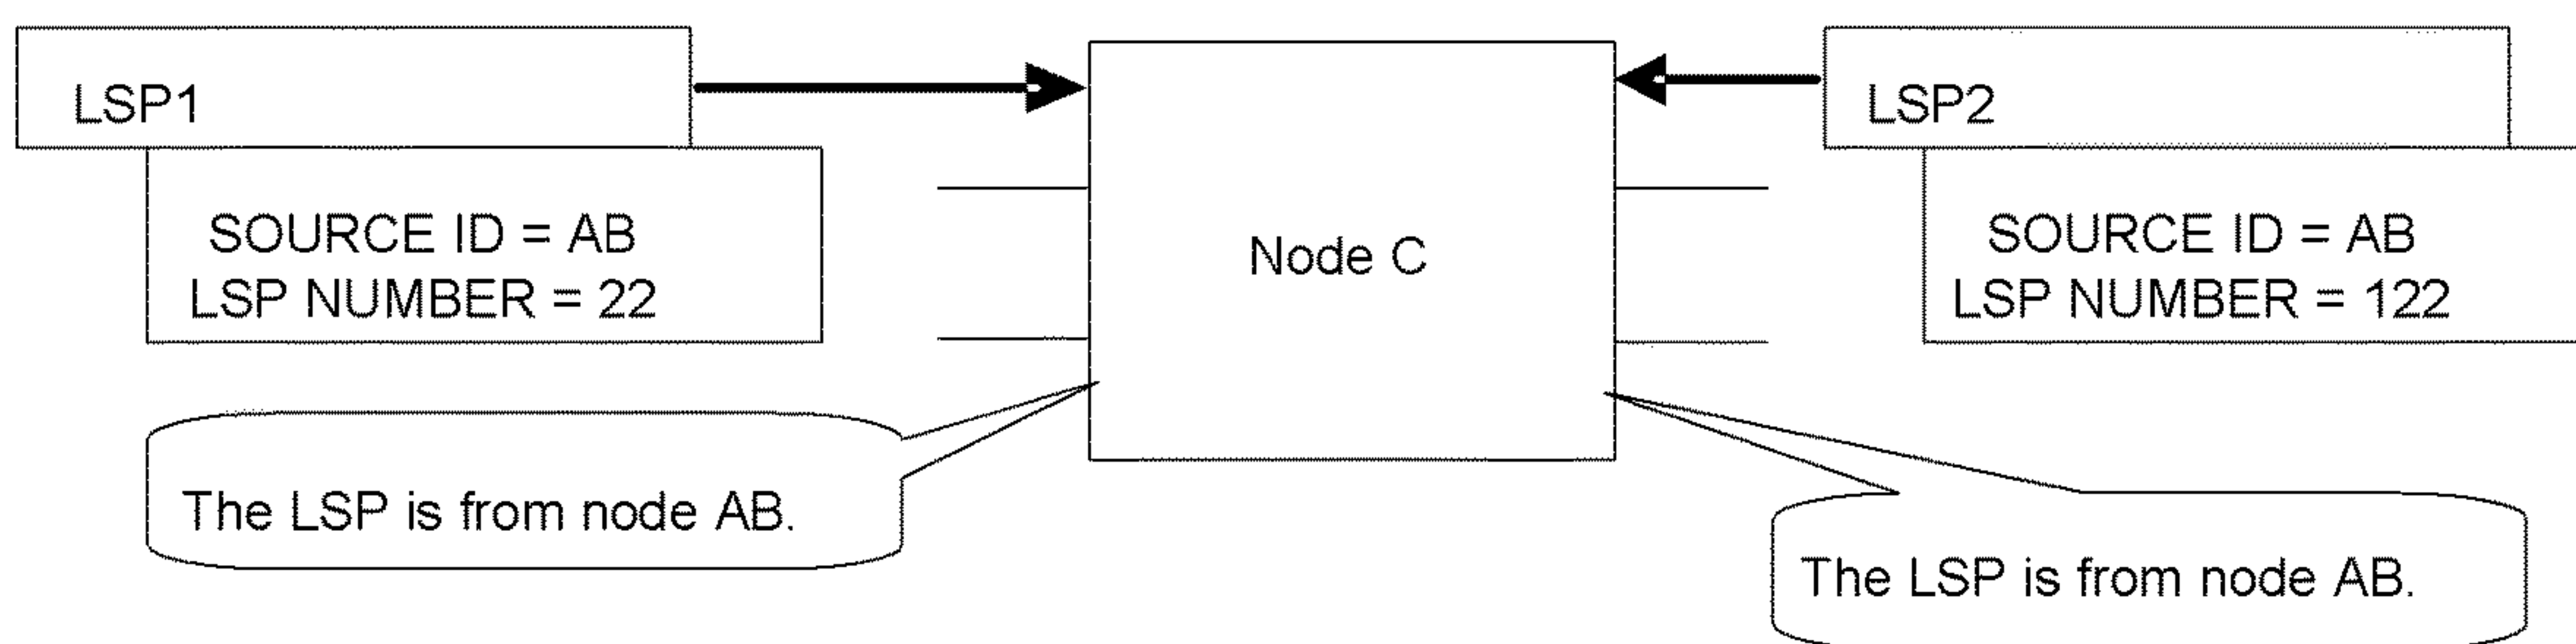 LSP1
SOURCE ID = AB
LSP NUMBER = 22
Node C
LSP2
SOURCE ID = AB
LSP NUMBER = 122
The LSP is from node AB.
The LSP is from node AB.